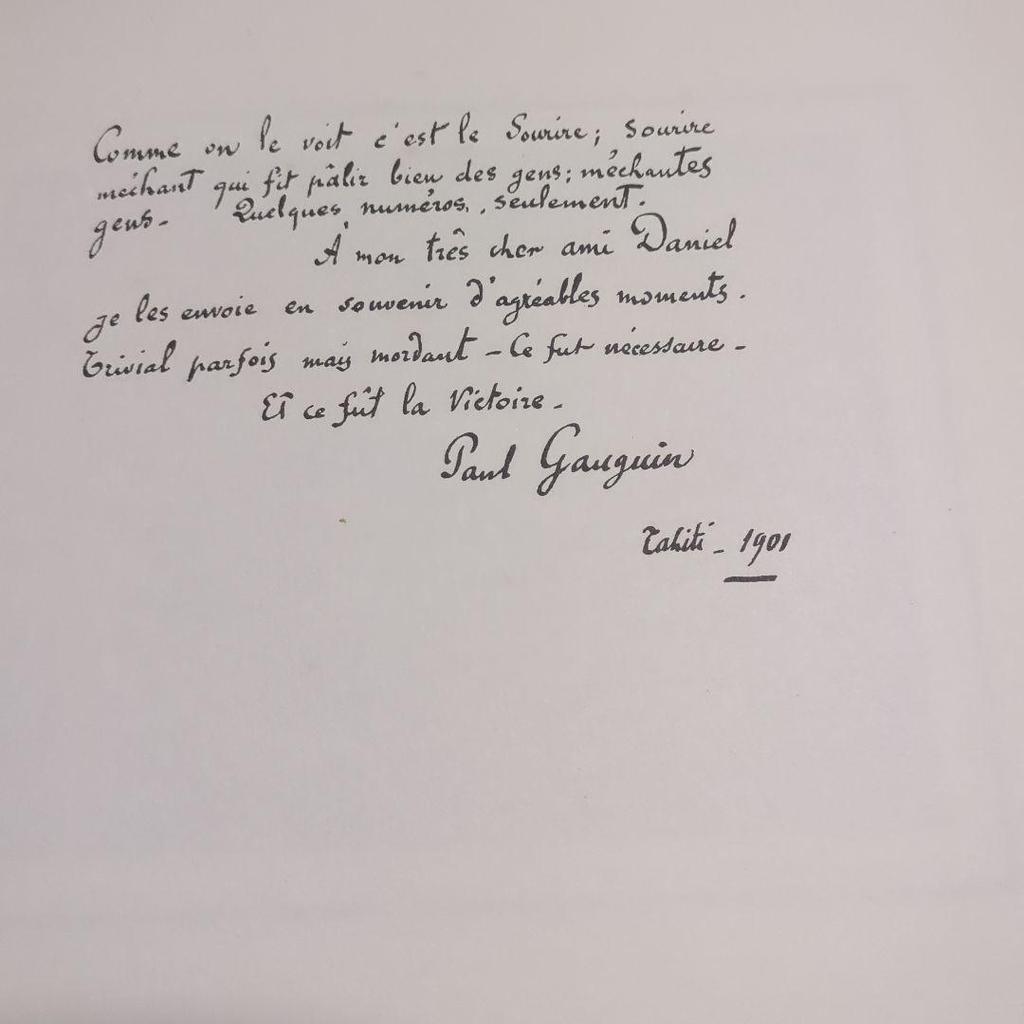 Comme on le voit c'est le Sourire; sourire
méchant qui fit pâlir bien des gens; méchantes
gens- Quelques numéros, seulement.
À mon très cher ami Daniel
je les envoie en souvenir d'agréables moments.
Trivial parfois mais mordant - Ce fut nécessaire -
Et ce fût la Victoire -
Paul Gauguin
Tahiti - 1901